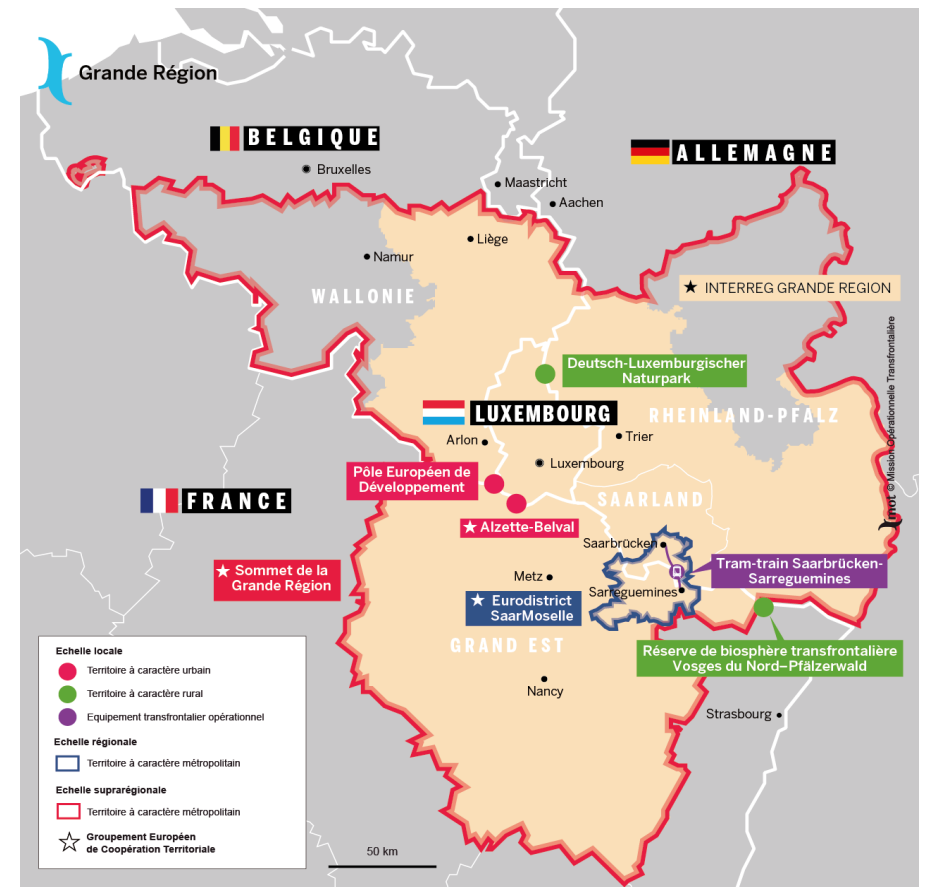 Grande Région
BELGIQUE
Bruxelles
ALLEMAGNE
Maastricht
Aachen
Liège
Namur
WALLONIE
INTERREG GRANDE REGION
Deutsch-Luxemburgischer
Naturpark
LUXEMBOURG
RHEINLAND-PFALZ
Arlon
Trier
Luxembourg
Pôle Européen de
Développement
SAARLAND
FRANCE
Alzette-Belval
Saarbrücken
Sommet de la
Grande Région
Metz
Tram-train Saarbrücken-
Sarreguemines
Sarreguemines
Eurodistrict
SaarMoselle
GRAND EST
Réserve de biosphère transfrontalière
Vosges du Nord–Pfälzerwald
Nancy
Strasbourg
mot © Mission Opérationnelle Transfrontalière
Echelle locale
Territoire à caractère urbain
Territoire à caractère rural
Equipement transfrontalier opérationnel
Echelle régionale
Territoire à caractère métropolitain
Echelle suprarégionale
Territoire à caractère métropolitain
Groupement Européen
de Coopération Territoriale
50 km